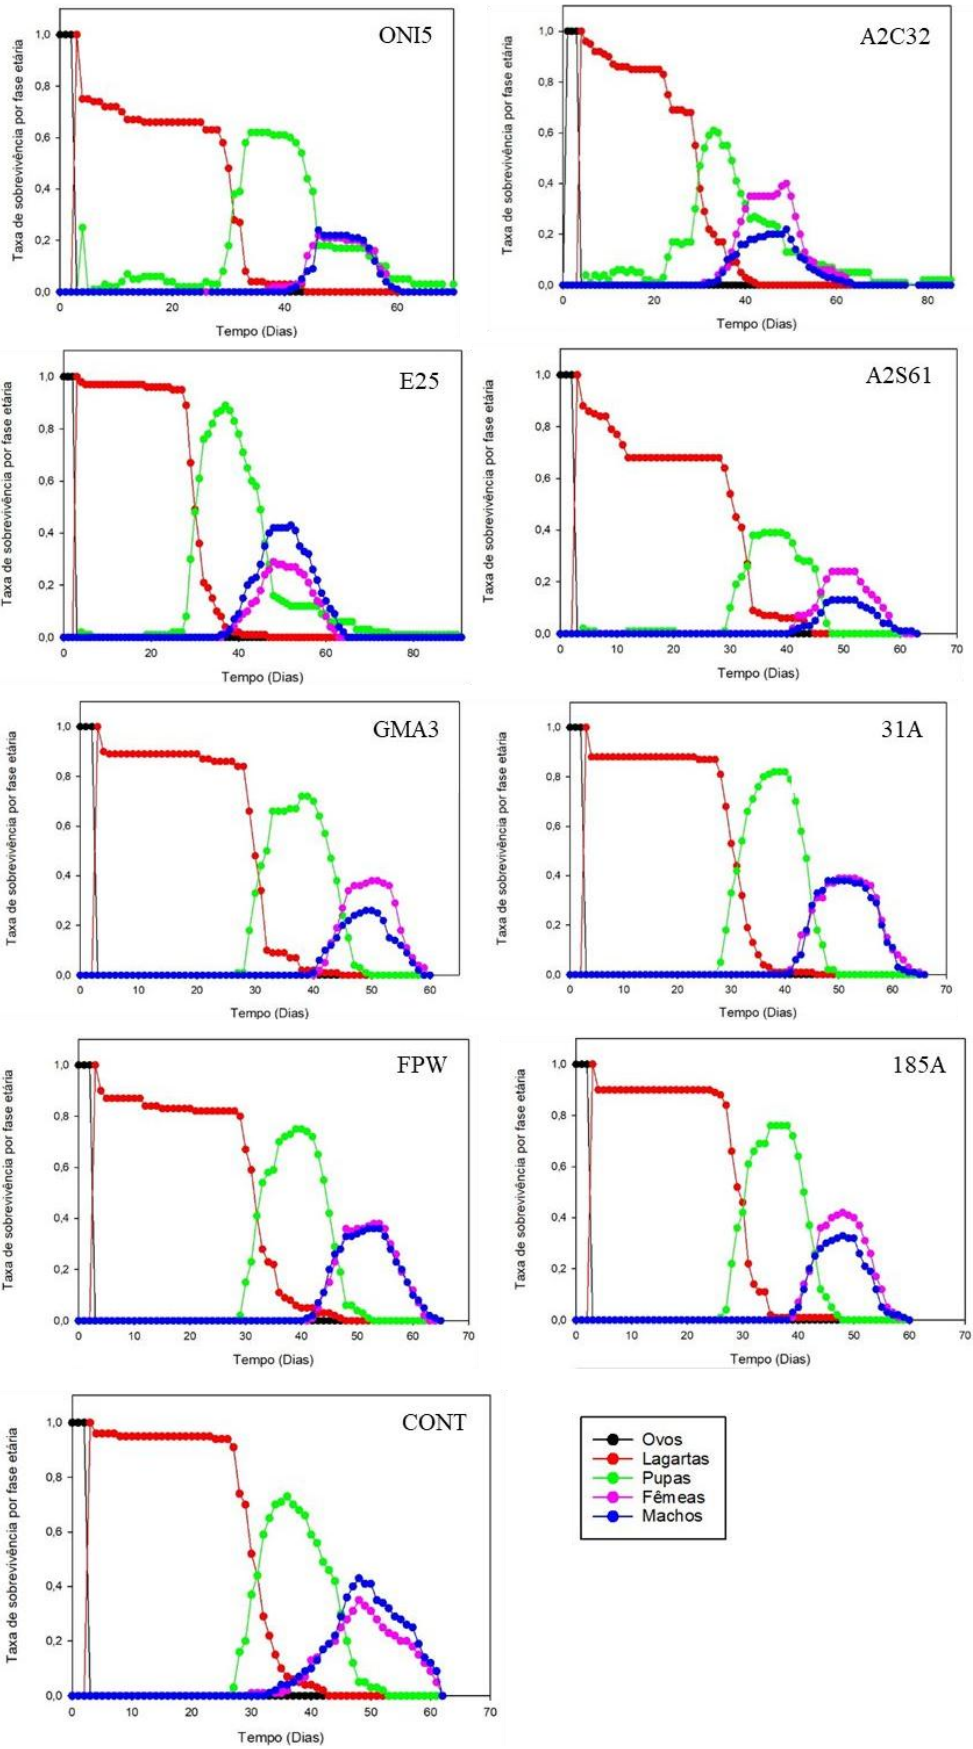 ONI5
Taxa de sobrevivência por fase etária
1,0
0,8
0,6
0,4
0,2
0,0
0 20 40 60
Tempo (Dias)
A2C32
Taxa de sobrevivência por fase etária
1,0
0,8
0,6
0,4
0,2
0,0
0 20 40 60 80
Tempo (Dias)
E25
Taxa de sobrevivência por fase etária
1,0
0,8
0,6
0,4
0,2
0,0
0 20 40 60 80
Tempo (Dias)
A2S61
Taxa de sobrevivência por fase etária
1,0
0,8
0,6
0,4
0,2
0,0
0 10 20 30 40 50 60 70
Tempo (Dias)
GMA3
Taxa de sobrevivência por fase etária
1,0
0,8
0,6
0,4
0,2
0,0
0 10 20 30 40 50 60
Tempo (Dias)
31A
Taxa de sobrevivência por fase etária
1,0
0,8
0,6
0,4
0,2
0,0
0 10 20 30 40 50 60 70
Tempo (Dias)
FPW
Taxa de sobrevivência por fase etária
1,0
0,8
0,6
0,4
0,2
0,0
0 10 20 30 40 50 60 70
Tempo (Dias)
185A
Taxa de sobrevivência por fase etária
1,0
0,8
0,6
0,4
0,2
0,0
0 10 20 30 40 50 60 70
Tempo (Dias)
CONT
Taxa de sobrevivência por fase etária
1,0
0,8
0,6
0,4
0,2
0,0
0 10 20 30 40 50 60 70
Tempo (Dias)
Ovos
Lagartas
Pupas
Fêmeas
Machos